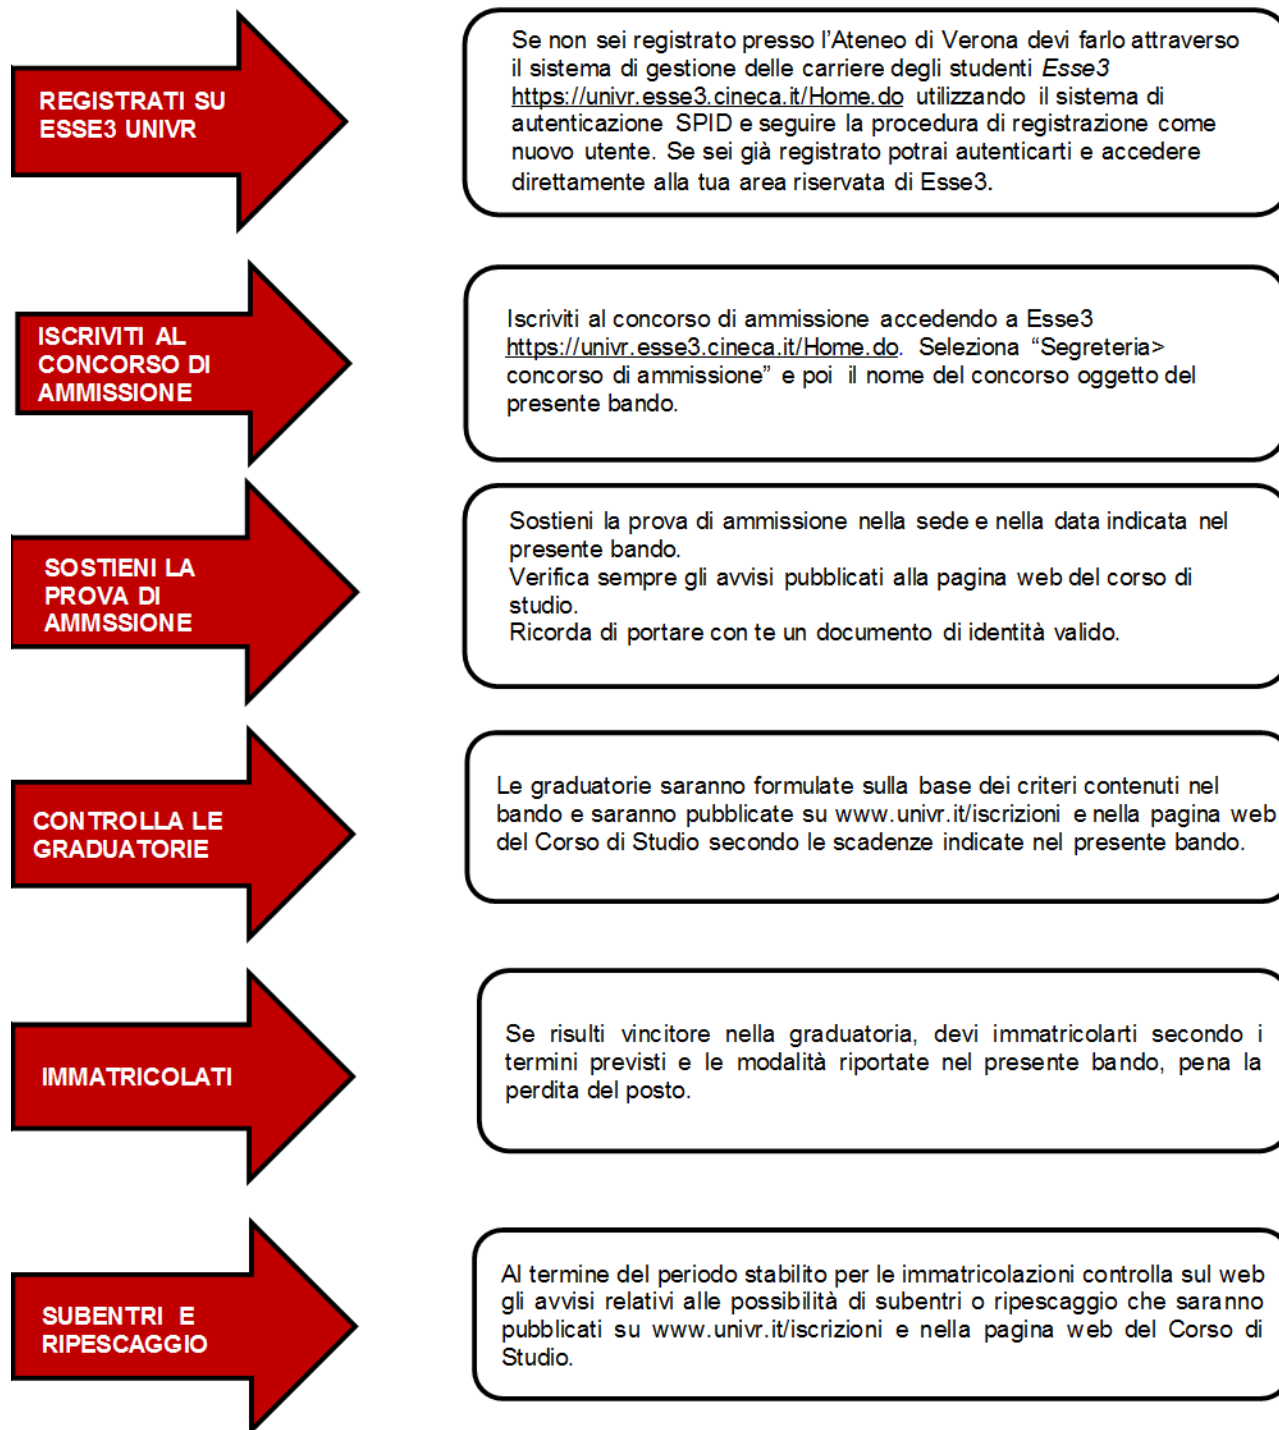 REGISTRATI SU
ESSE3 UNIVR
Se non sei registrato presso l'Ateneo di Verona devi farlo attraverso
il sistema di gestione delle carriere degli studenti Esse3
https://univr.esse3.cineca.it/Home.do utilizzando il sistema di
autenticazione SPID e seguire la procedura di registrazione come
nuovo utente. Se sei già registrato potrai autenticarti e accedere
direttamente alla tua area riservata di Esse3.
ISCRIVITI AL
CONCORSO DI
AMMISSIONE
Iscriviti al concorso di ammissione accedendo a Esse3
https://univr.esse3.cineca.it/Home.do. Seleziona “Segreteria>
concorso di ammissione” e poi il nome del concorso oggetto del
presente bando.
SOSTIENI LA
PROVA DI
AMMSSIONE
Sostieni la prova di ammissione nella sede e nella data indicata nel
presente bando.
Verifica sempre gli avvisi pubblicati alla pagina web del corso di
studio.
Ricorda di portare con te un documento di identità valido.
CONTROLLA LE
GRADUATORIE
Le graduatorie saranno formulate sulla base dei criteri contenuti nel
bando e saranno pubblicate su www.univr.it/iscrizioni e nella pagina web
del Corso di Studio secondo le scadenze indicate nel presente bando.
IMMATRICOLATI
Se risulti vincitore nella graduatoria, devi immatricolarti secondo i
termini previsti e le modalità riportate nel presente bando, pena la
perdita del posto.
SUBENTRI E
RIPESCAGGIO
Al termine del periodo stabilito per le immatricolazioni controlla sul web
gli avvisi relativi alle possibilità di subentri o ripescaggio che saranno
pubblicati su www.univr.it/iscrizioni e nella pagina web del Corso di
Studio.